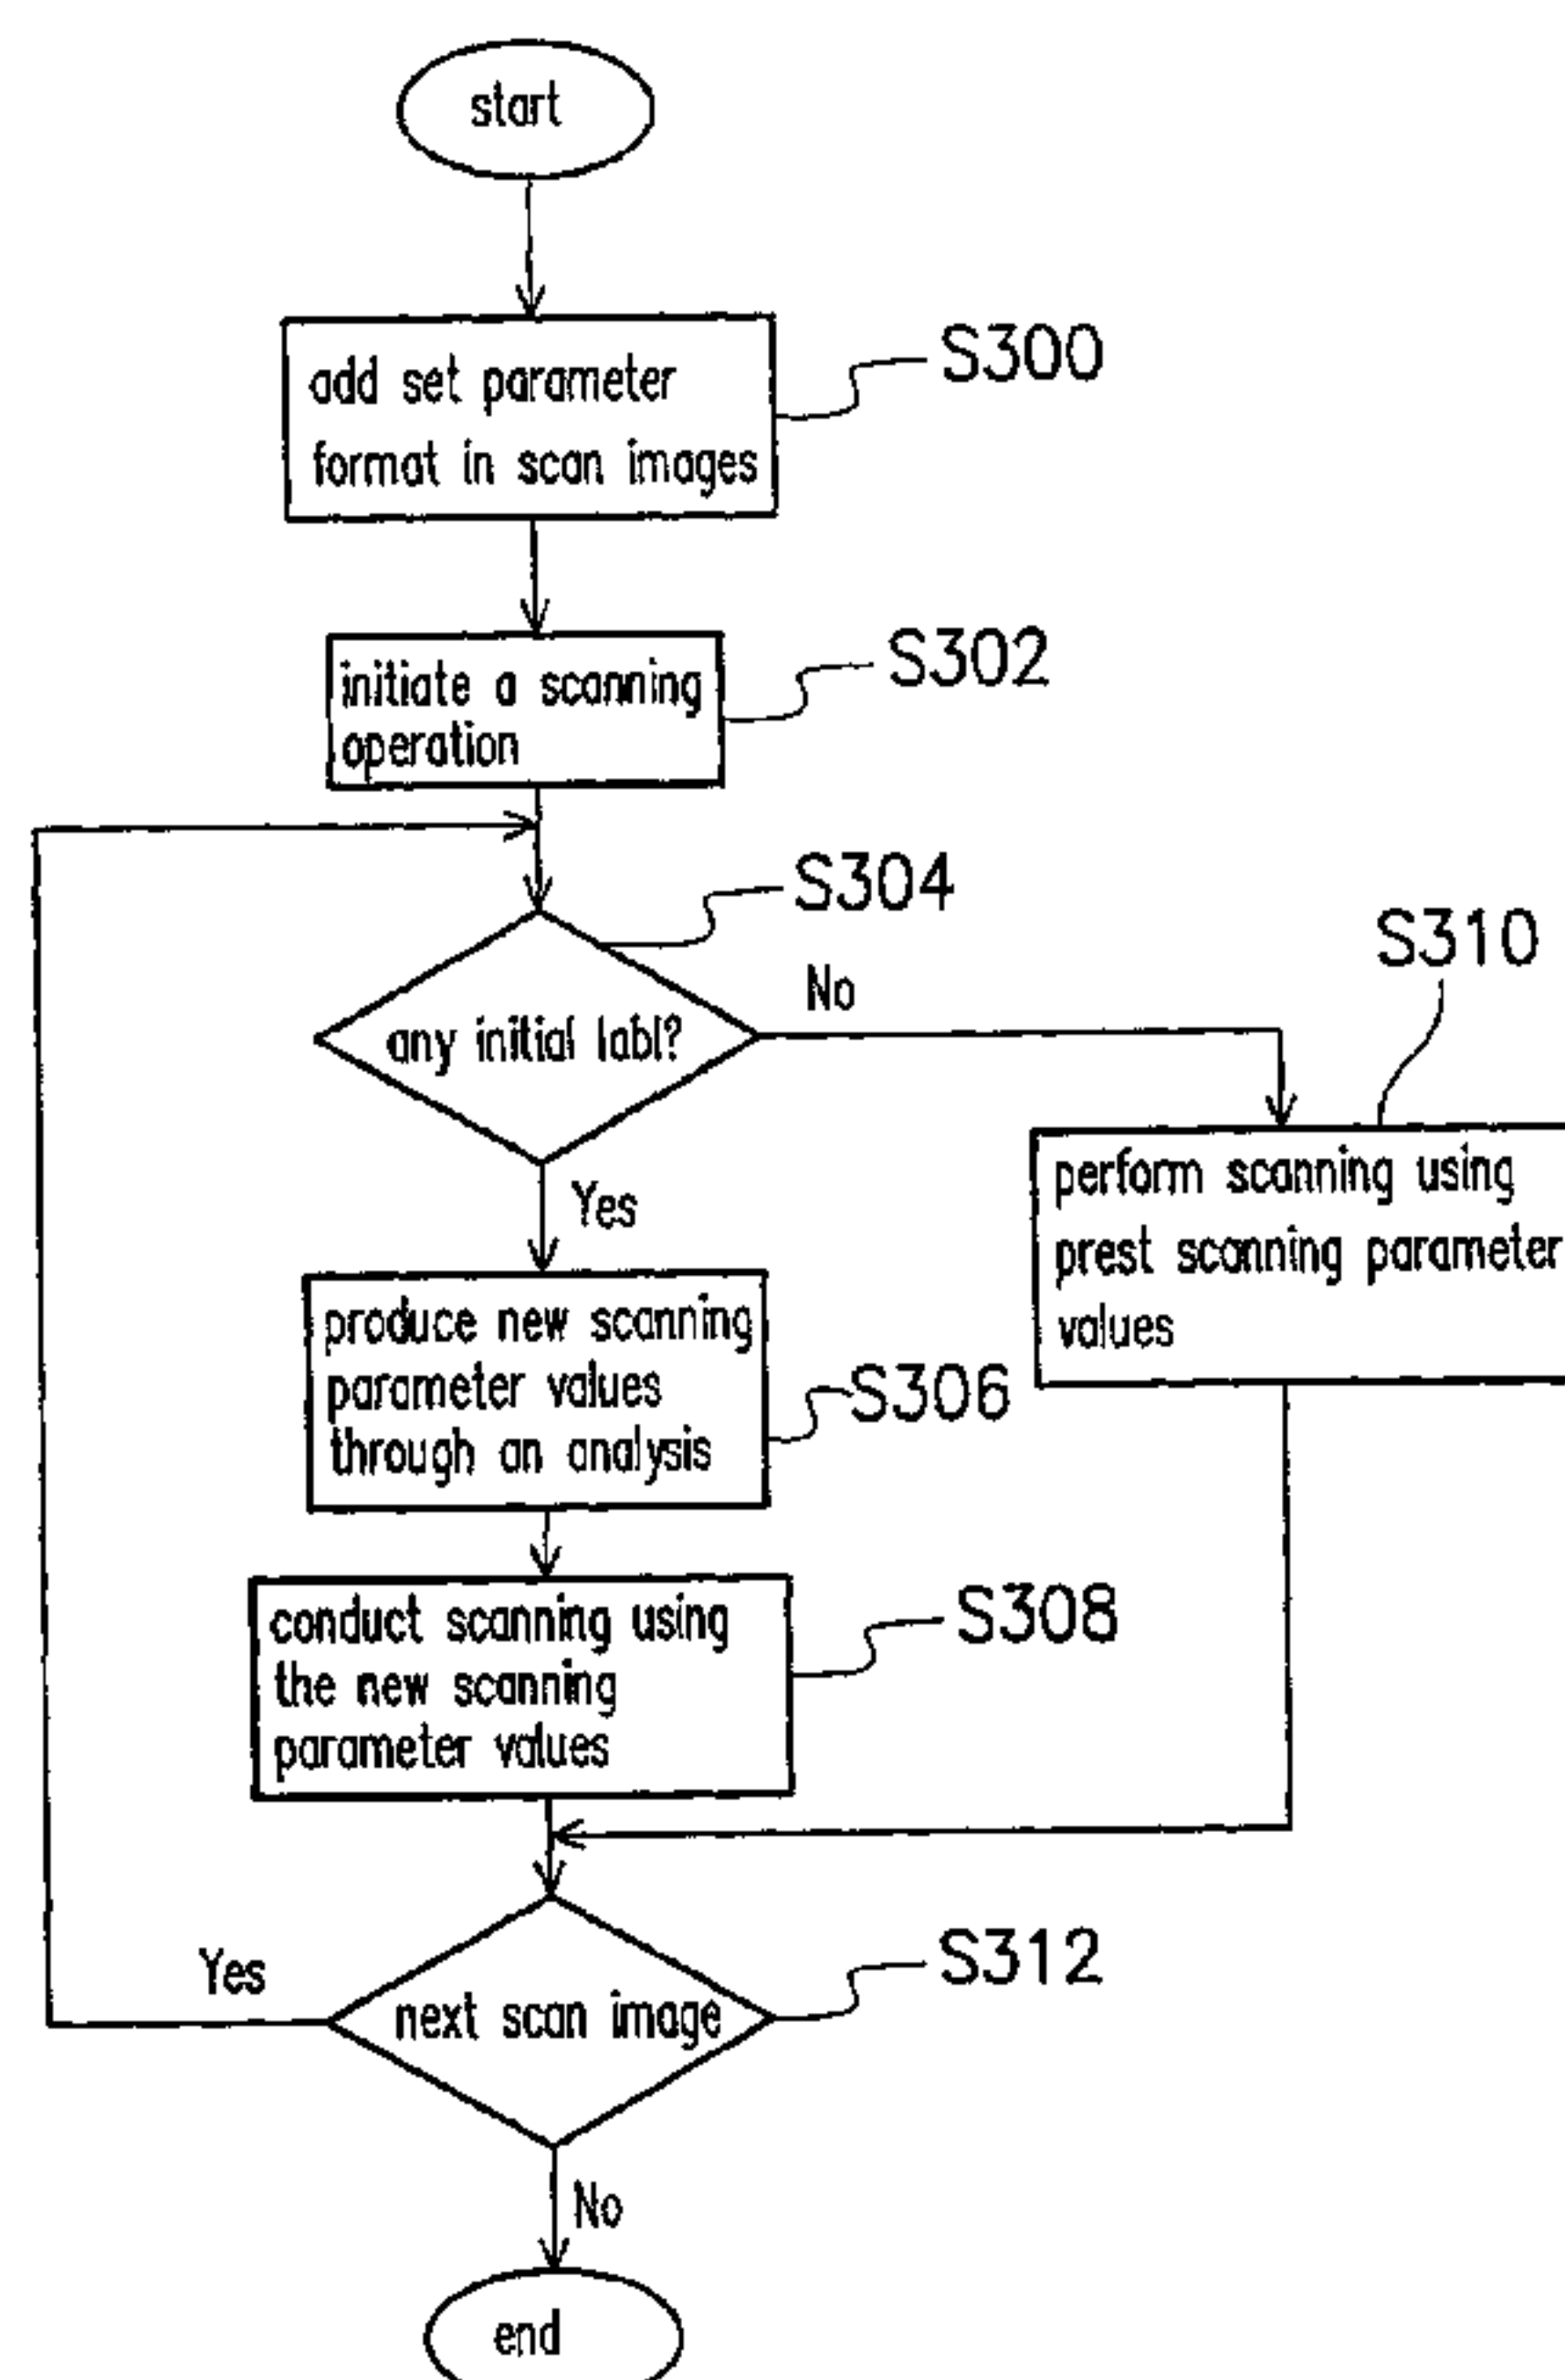 start
add set parameter
format in scan images
S300
initiate a scanning
operation
S302
S304
any initial labl?
No
S310
perform scanning using
prest scanning parameter
values
Yes
produce new scanning
parameter values
through an analysis
S306
conduct scanning using
the new scanning
parameter values
S308
next scan image
S312
Yes
No
end